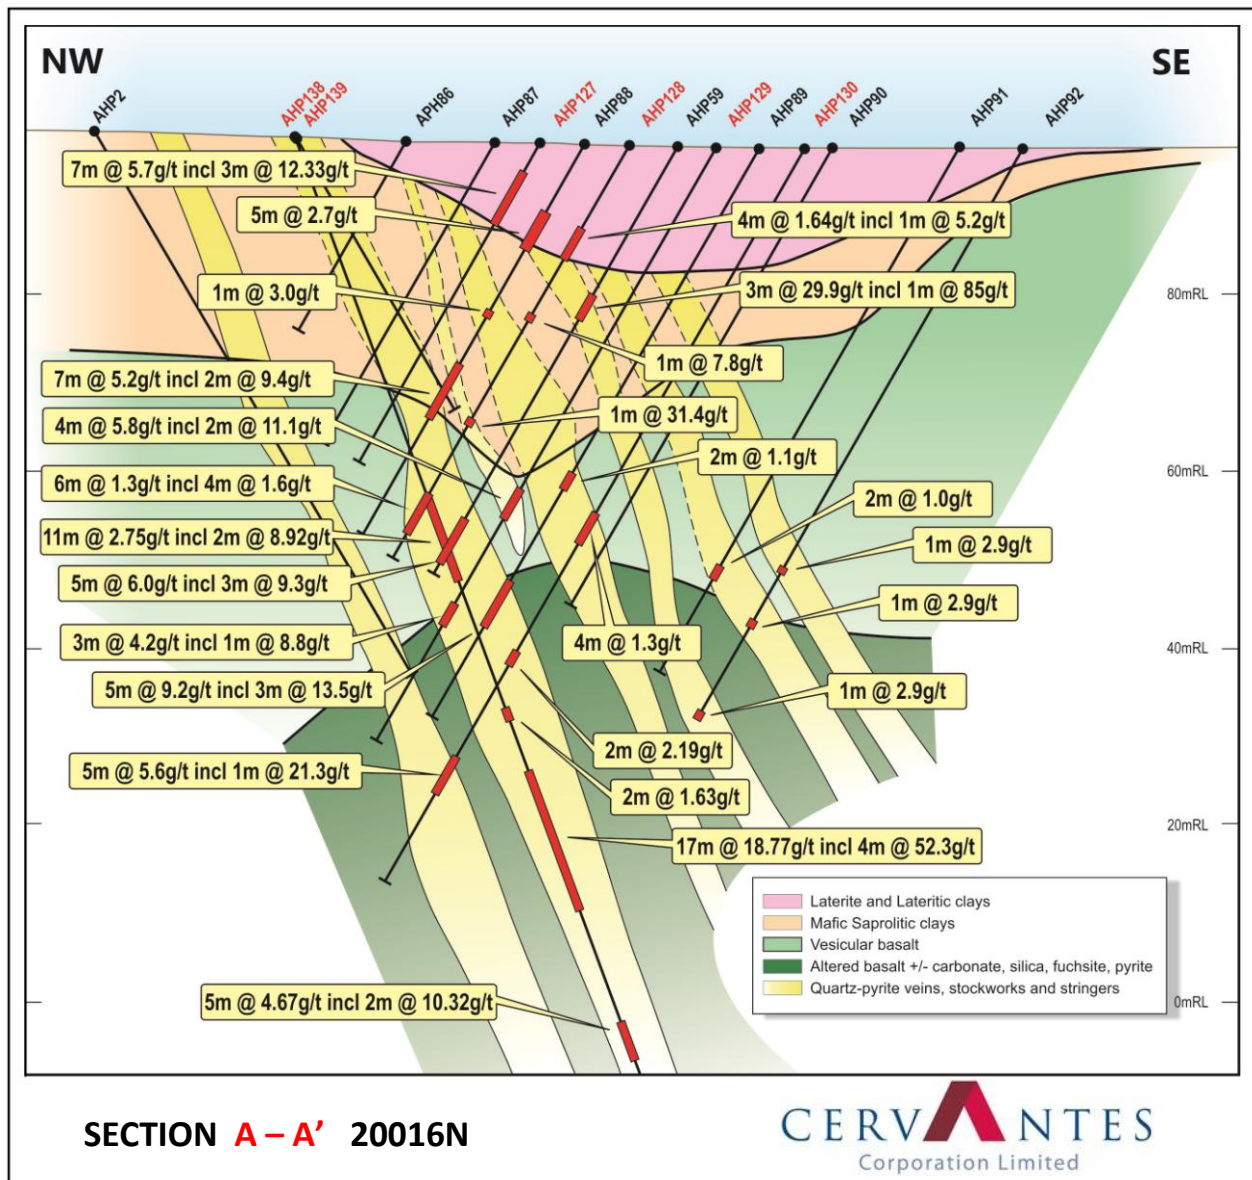 NW
SE
AHP2
AHP138
AHP139
APH86
AHP87
AHP127
AHP88
AHP128
AHP59
AHP129
AHP89
AHP130
AHP90
AHP91
AHP92
7m @ 5.7g/t incl 3m @ 12.33g/t
5m @ 2.7g/t
4m @ 1.64g/t incl 1m @ 5.2g/t
1m @ 3.0g/t
3m @ 29.9g/t incl 1m @ 85g/t
80mRL
1m @ 7.8g/t
7m @ 5.2g/t incl 2m @ 9.4g/t
1m @ 31.4g/t
4m @ 5.8g/t incl 2m @ 11.1g/t
2m @ 1.1g/t
60mRL
6m @ 1.3g/t incl 4m @ 1.6g/t
2m @ 1.0g/t
11m @ 2.75g/t incl 2m @ 8.92g/t
1m @ 2.9g/t
5m @ 6.0g/t incl 3m @ 9.3g/t
1m @ 2.9g/t
3m @ 4.2g/t incl 1m @ 8.8g/t
4m @ 1.3g/t
40mRL
5m @ 9.2g/t incl 3m @ 13.5g/t
1m @ 2.9g/t
2m @ 2.19g/t
5m @ 5.6g/t incl 1m @ 21.3g/t
2m @ 1.63g/t
20mRL
17m @ 18.77g/t incl 4m @ 52.3g/t
Laterite and Lateritic clays
Mafic Saprolitic clays
Vesicular basalt
Altered basalt +/- carbonate, silica, fuchsite, pyrite
Quartz-pyrite veins, stockworks and stringers
5m @ 4.67g/t incl 2m @ 10.32g/t
0mRL
SECTION A – A’ 20016N
CERVANTES
Corporation Limited